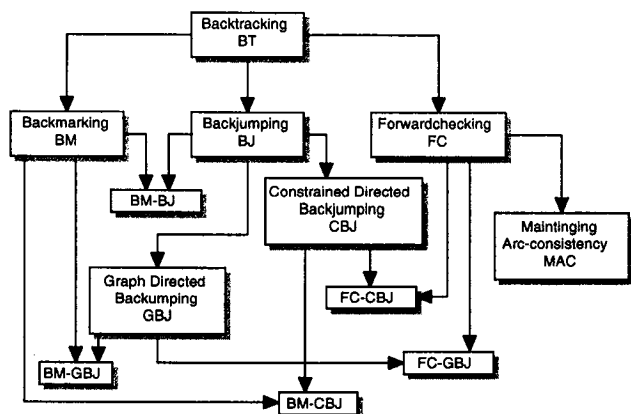 Backtracking
BT
Backmarking
BM
Backjumping
BJ
Forwardchecking
FC
BM-BJ
Constrained Directed
Backjumping
CBJ
Maintinging
Arc-consistency
MAC
Graph Directed
Backumping
GBJ
FC-CBJ
BM-GBJ
FC-GBJ
BM-CBJ